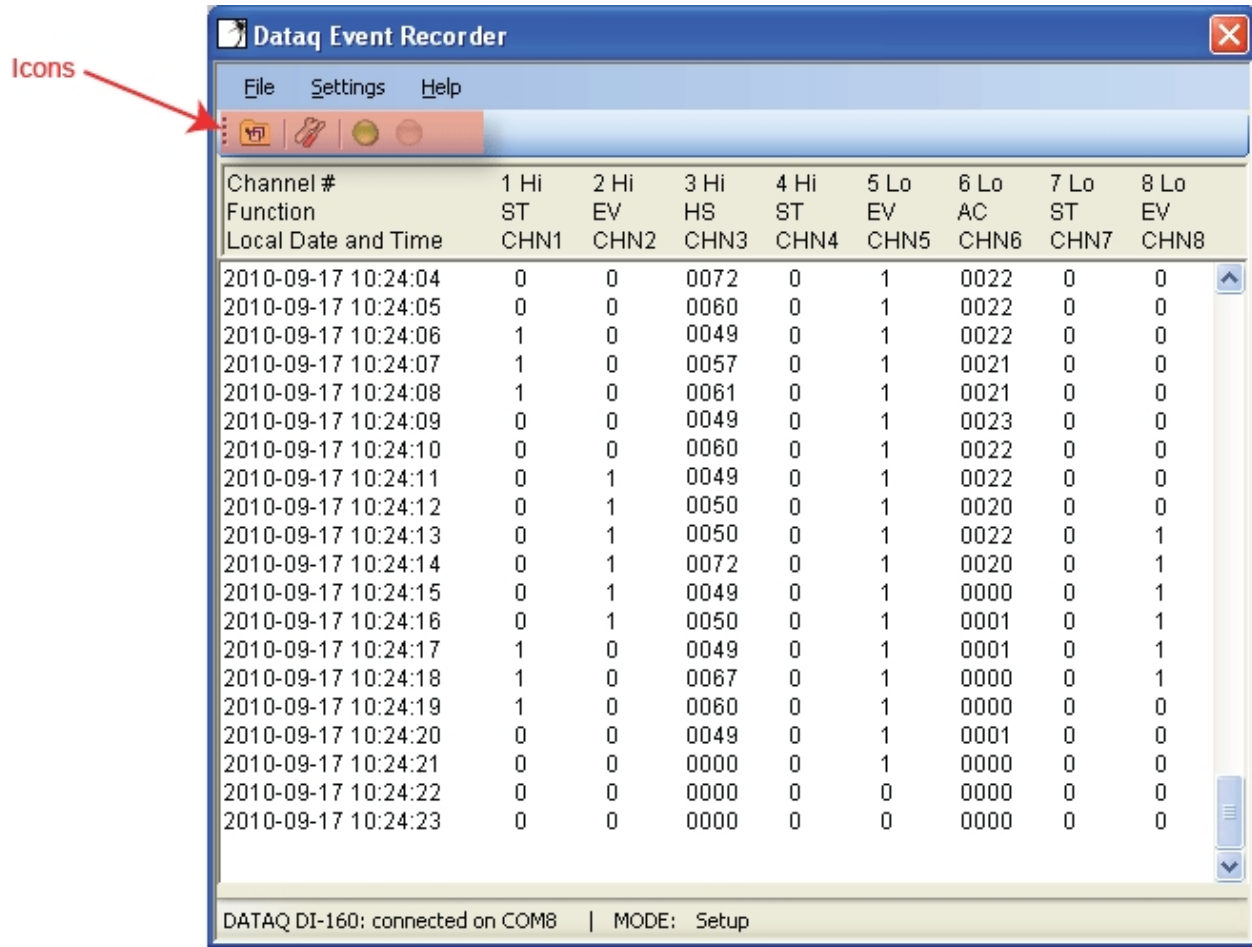 Dataq Event Recorder
Icons
File Settings Help
Channel # 1 Hi 2 Hi 3 Hi 4 Hi 5 Lo 6 Lo 7 Lo 8 Lo
Function ST EV HS ST EV AC ST EV
Local Date and Time CHN1 CHN2 CHN3 CHN4 CHN5 CHN6 CHN7 CHN8
2010-09-17 10:24:04 0 0 0072 0 1 0022 0 0
2010-09-17 10:24:05 0 0 0060 0 1 0022 0 0
2010-09-17 10:24:06 1 0 0049 0 1 0022 0 0
2010-09-17 10:24:07 1 0 0057 0 1 0021 0 0
2010-09-17 10:24:08 1 0 0061 0 1 0021 0 0
2010-09-17 10:24:09 0 0 0049 0 1 0023 0 0
2010-09-17 10:24:10 0 0 0060 0 1 0022 0 0
2010-09-17 10:24:11 0 1 0049 0 1 0022 0 0
2010-09-17 10:24:12 0 1 0050 0 1 0020 0 0
2010-09-17 10:24:13 0 1 0050 0 1 0022 0 1
2010-09-17 10:24:14 0 1 0072 0 1 0020 0 1
2010-09-17 10:24:15 0 1 0049 0 1 0000 0 1
2010-09-17 10:24:16 0 1 0050 0 1 0001 0 1
2010-09-17 10:24:17 1 0 0049 0 1 0001 0 1
2010-09-17 10:24:18 1 0 0067 0 1 0000 0 1
2010-09-17 10:24:19 1 0 0060 0 1 0000 0 0
2010-09-17 10:24:20 0 0 0049 0 1 0001 0 0
2010-09-17 10:24:21 0 0 0000 0 1 0000 0 0
2010-09-17 10:24:22 0 0 0000 0 0 0000 0 0
2010-09-17 10:24:23 0 0 0000 0 0 0000 0 0
DATAQ DI-160: connected on COM8 | MODE: Setup